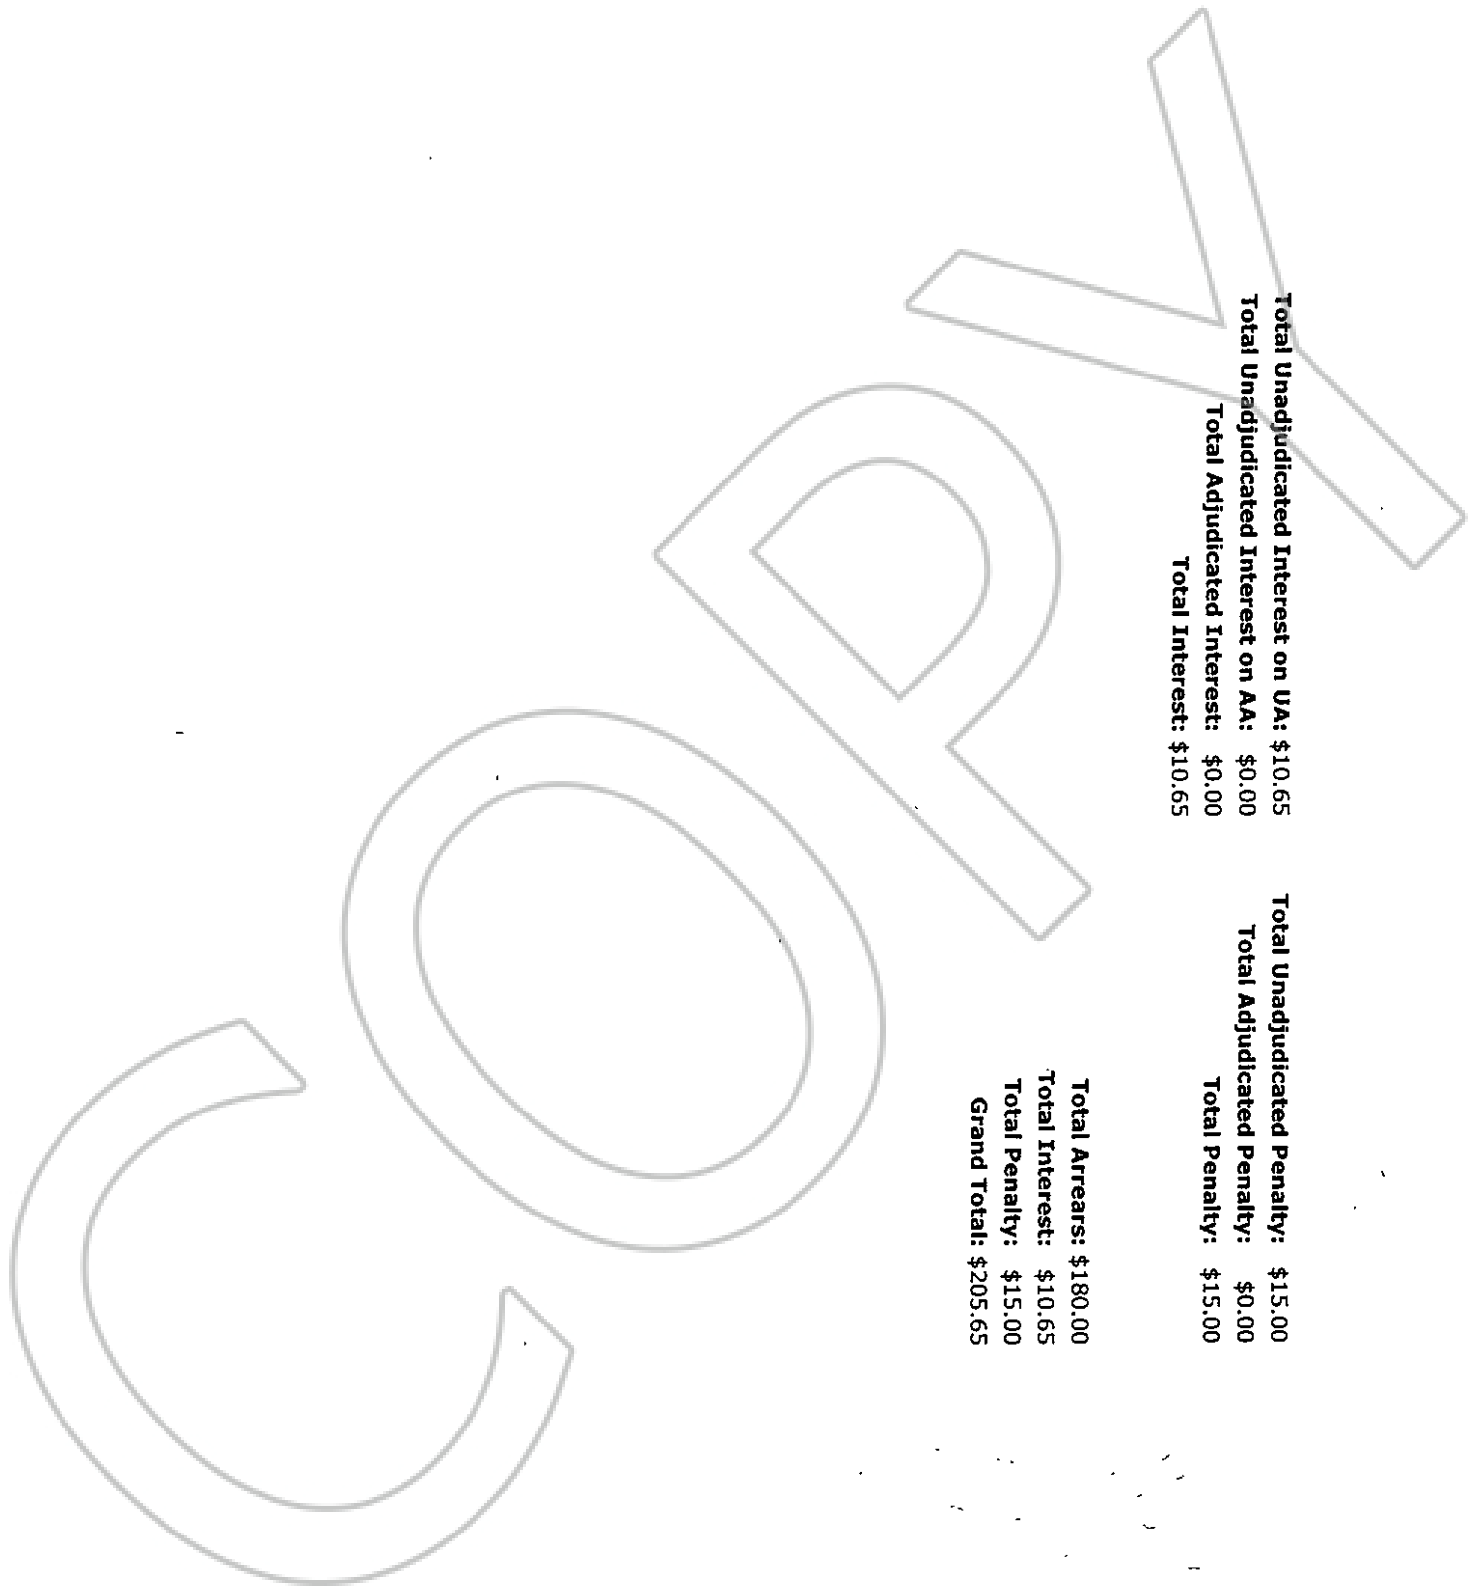 Total Unadjudicated Interest on UA: $10.65
Total Unadjudicated Interest on AA: $0.00
Total Adjudicated Interest: $0.00
Total Interest: $10.65
Total Unadjudicated Penalty: $15.00
Total Adjudicated Penalty: $0.00
Total Penalty: $15.00
Total Arrears: $180.00
Total Interest: $10.65
Total Penalty: $15.00
Grand Total: $205.65
COPY